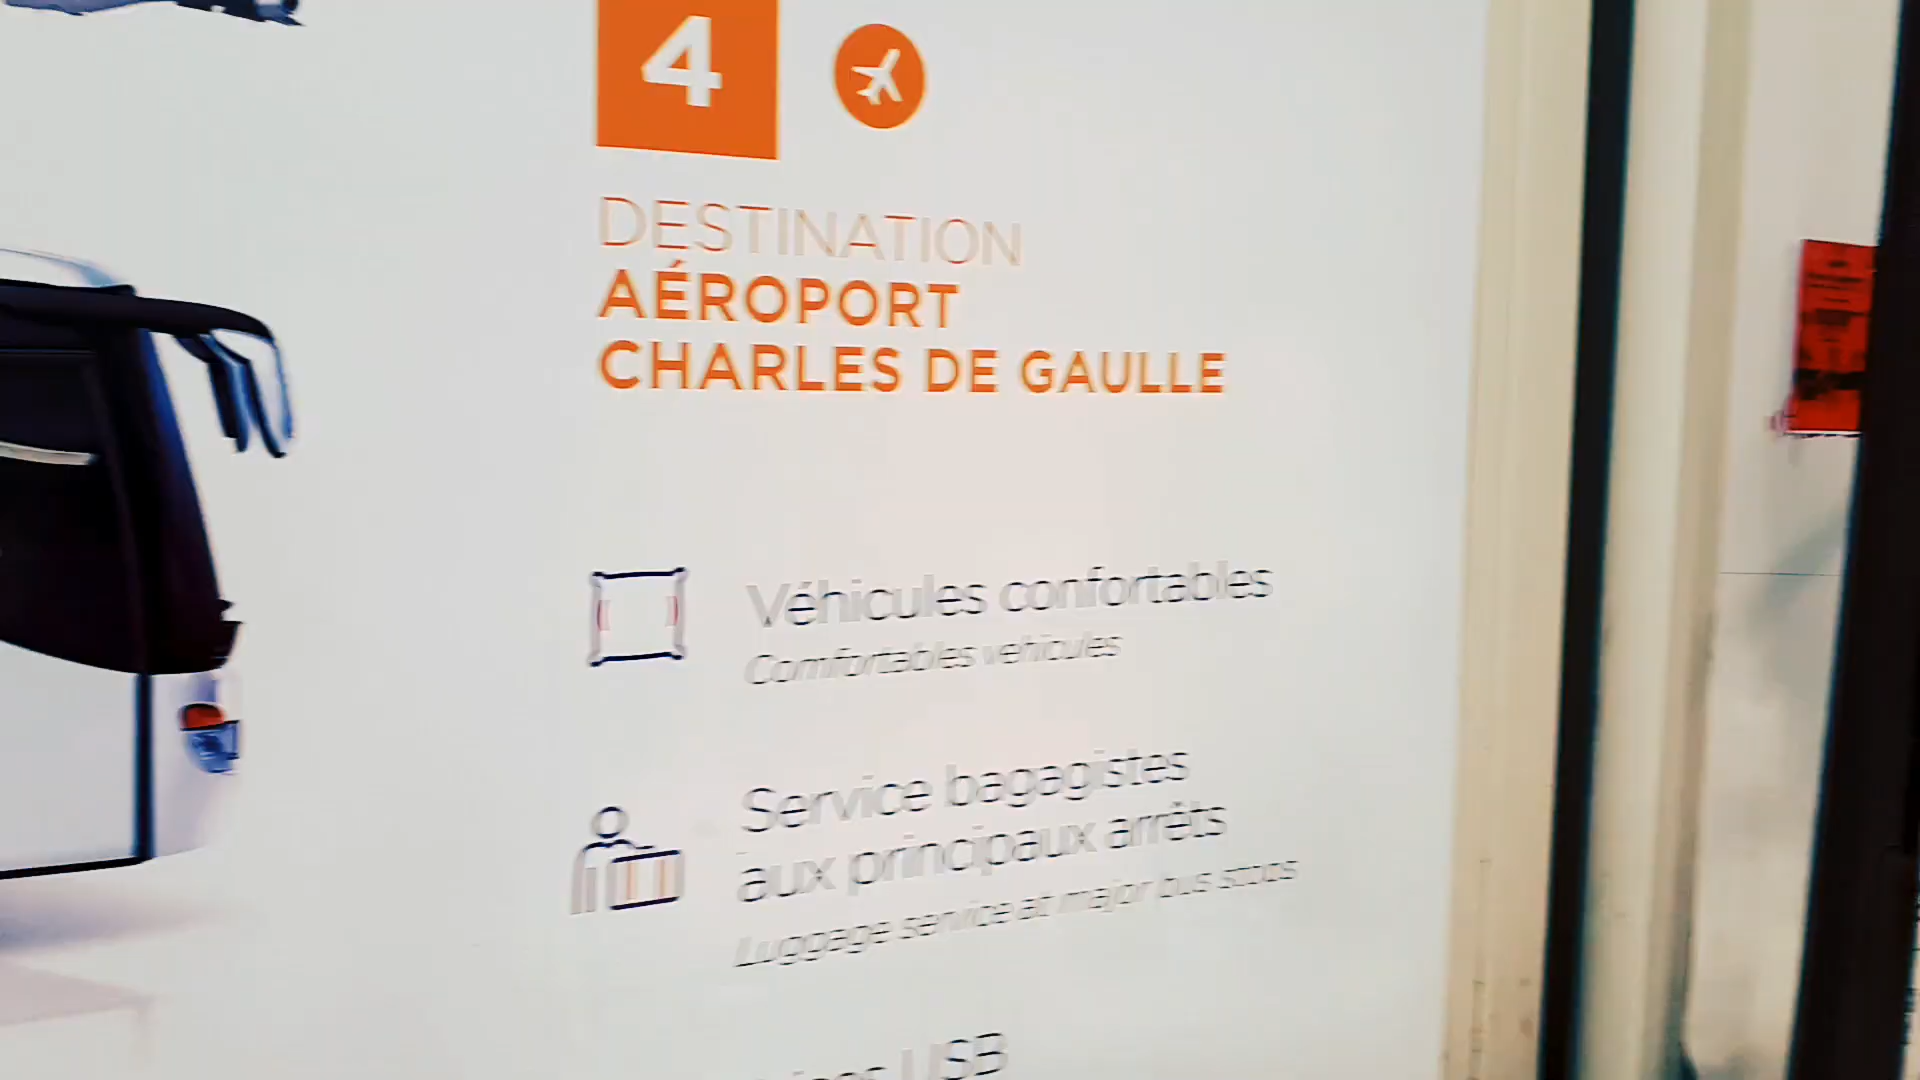 4
DESTINATION
AÉROPORT
CHARLES DE GAULLE
Véhicules confortables
Comfortables vehicules
Service bagagistes
aux principaux arrêts
Luggage service at major bus stops
USB